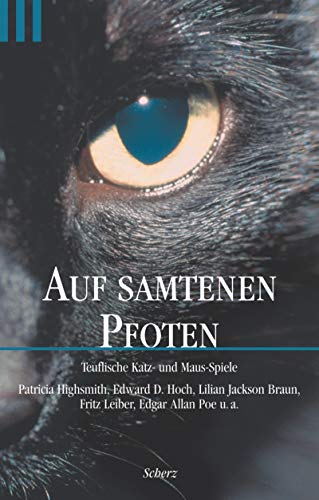 AUF SAMTENEN
PFOTEN
Teuflische Katz- und Maus-Spiele
Patricia Highsmith, Edward D. Hoch, Lilian Jackson Braun,
Fritz Leiber, Edgar Allan Poe u. a.
Scherz